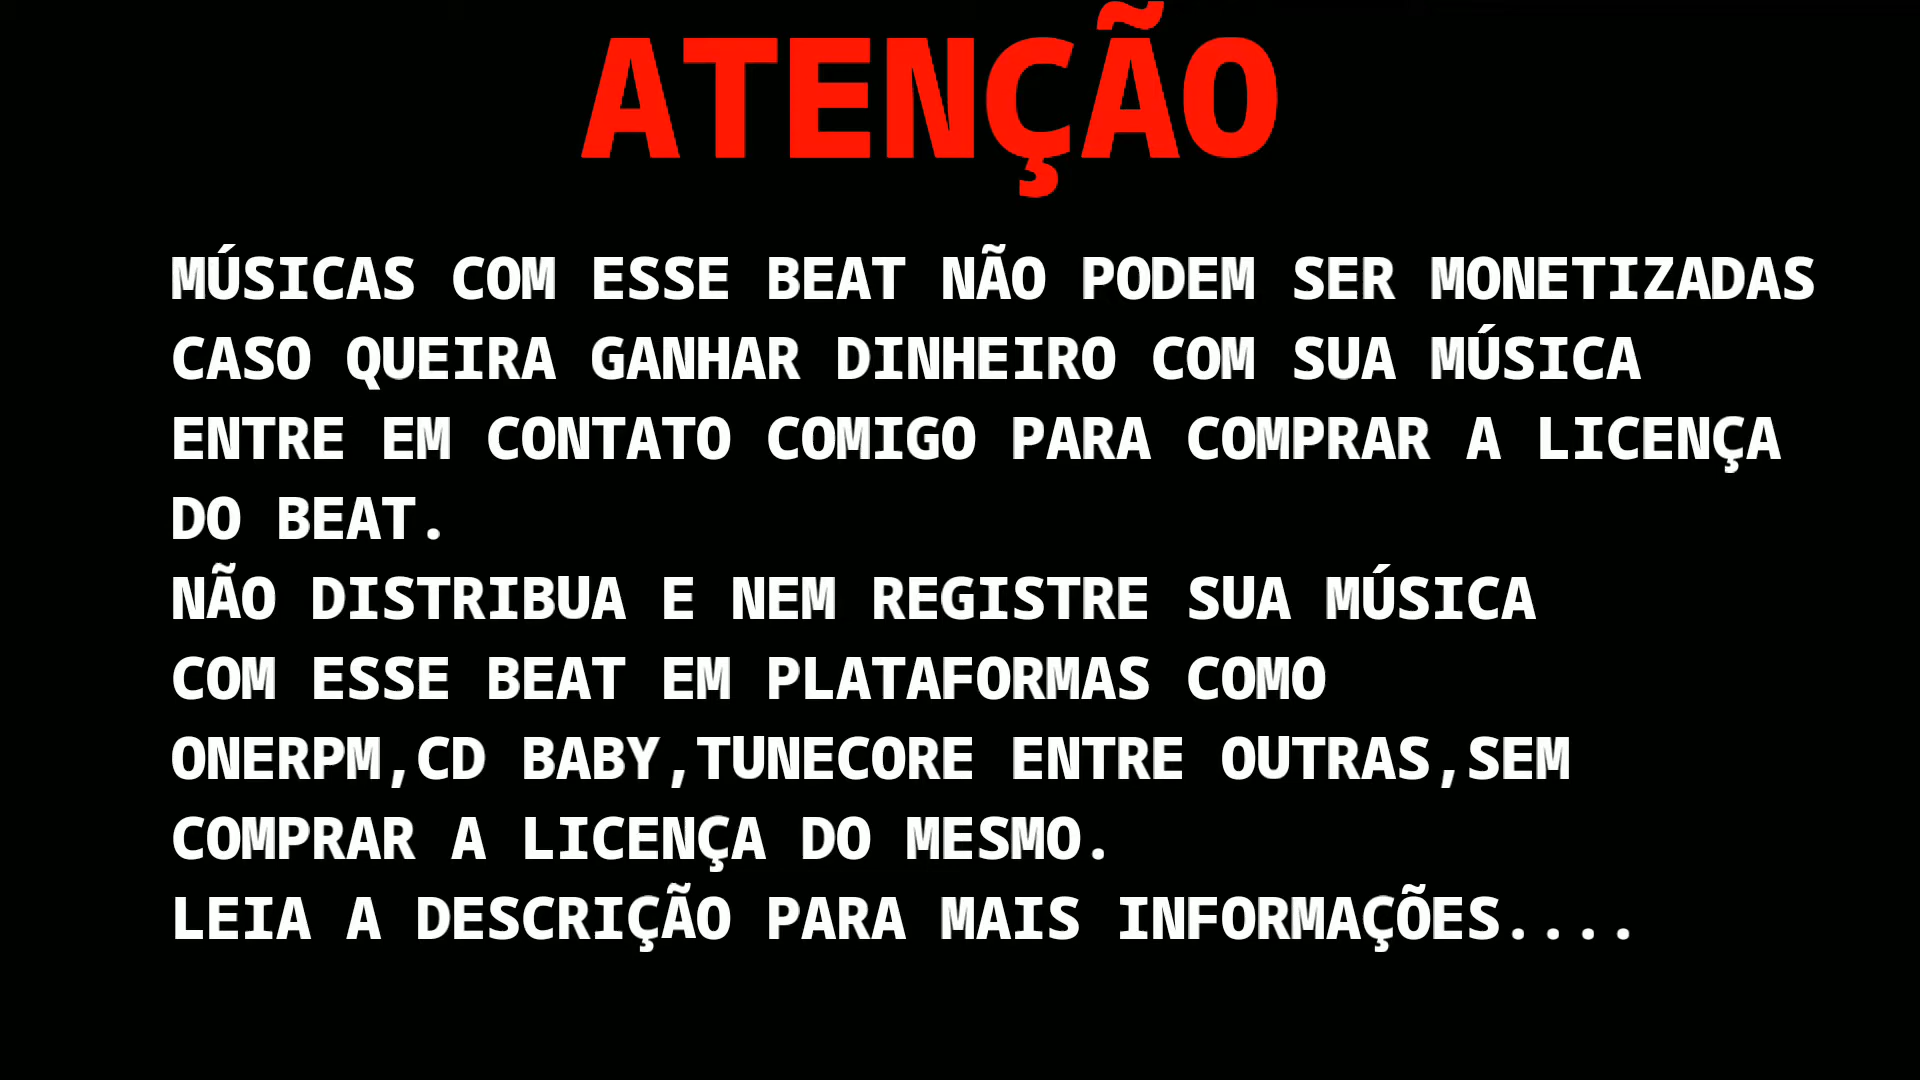 ATENÇÃO
MÚSICAS COM ESSE BEAT NÃO PODEM SER MONETIZADAS
CASO QUEIRA GANHAR DINHEIRO COM SUA MÚSICA
ENTRE EM CONTATO COMIGO PARA COMPRAR A LICENÇA
DO BEAT.
NÃO DISTRIBUA E NEM REGISTRE SUA MÚSICA
COM ESSE BEAT EM PLATAFORMAS COMO
ONERPM,CD BABY,TUNECORE ENTRE OUTRAS,SEM
COMPRAR A LICENÇA DO MESMO.
LEIA A DESCRIÇÃO PARA MAIS INFORMAÇÕES....